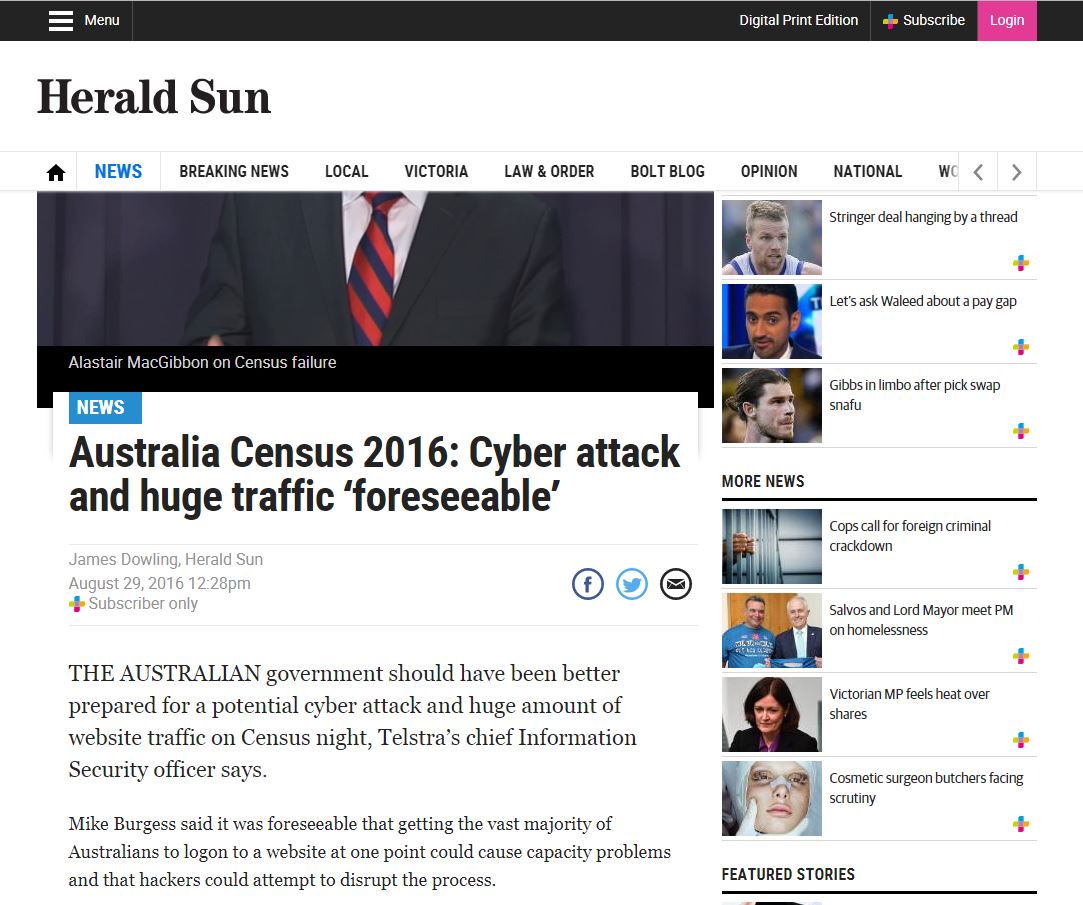 Menu
Digital Print Edition
Subscribe
Login
Herald Sun
NEWS
BREAKING NEWS
LOCAL
VICTORIA
LAW & ORDER
BOLT BLOG
OPINION
NATIONAL
Alastair MacGibbon on Census failure
NEWS
Australia Census 2016: Cyber attack
and huge traffic ‘foreseeable’
James Dowling, Herald Sun
August 29, 2016 12:28pm
Subscriber only
THE AUSTRALIAN government should have been better
prepared for a potential cyber attack and huge amount of
website traffic on Census night, Telstra’s chief Information
Security officer says.
Mike Burgess said it was foreseeable that getting the vast majority of
Australians to logon to a website at one point could cause capacity problems
and that hackers could attempt to disrupt the process.
Stringer deal hanging by a thread
Let’s ask Waleed about a pay gap
Gibbs in limbo after pick swap
snafu
MORE NEWS
Cops call for foreign criminal
crackdown
Salvos and Lord Mayor meet PM
on homelessness
Victorian MP feels heat over
shares
Cosmetic surgeon butchers facing
scrutiny
FEATURED STORIES